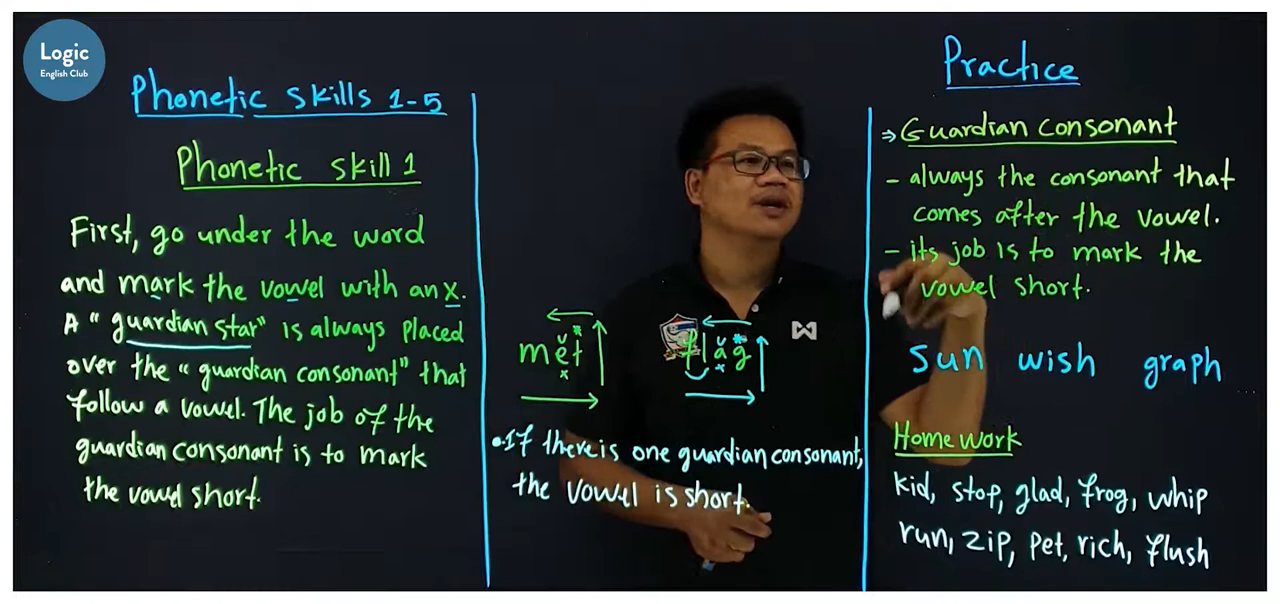 Logic
English Club
Phonetic skills 1-5
Phonetic skill 1
First, go under the word
and mark the vowel with an x.
A "guardian star" is always placed
over the "guardian consonant" that
follow a vowel. The job of the
guardian consonant is to mark
the vowel short.
mĕt flăg
x x
•If there is one guardian consonant,
the vowel is short.
Practice
⇒ Guardian consonant
- always the consonant that
comes after the vowel.
- its job is to mark the
vowel short.
sun wish graph
Homework
kid, stop, glad, frog, whip
run, zip, pet, rich, flush